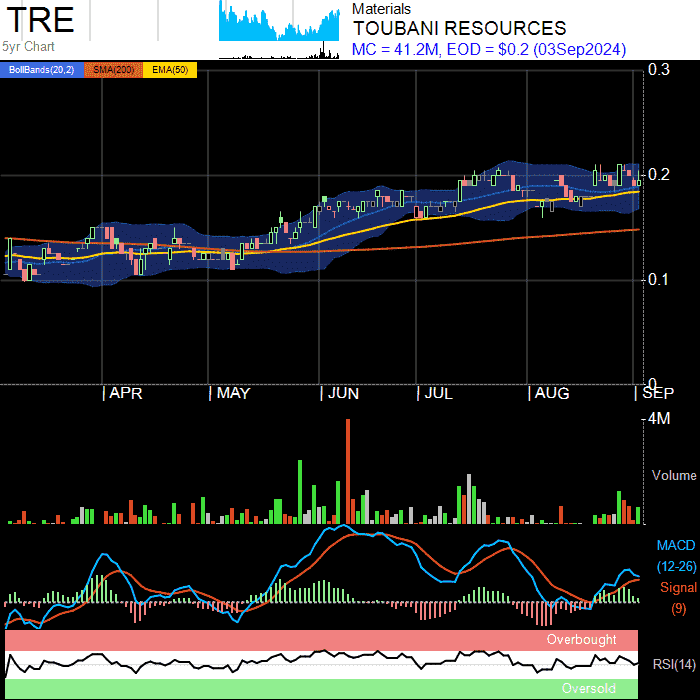 TRE
5yr Chart
Materials
TOUBANI RESOURCES
MC = 41.2M, EOD = $0.2 (03Sep2024)
BollBands(20,2) SMA(200) EMA(50)
0.3
0.2
0.1
0
APR MAY JUN JUL AUG SEP
4M
Volume
MACD
(12-26)
Signal
(9)
Overbought
RSI(14)
Oversold